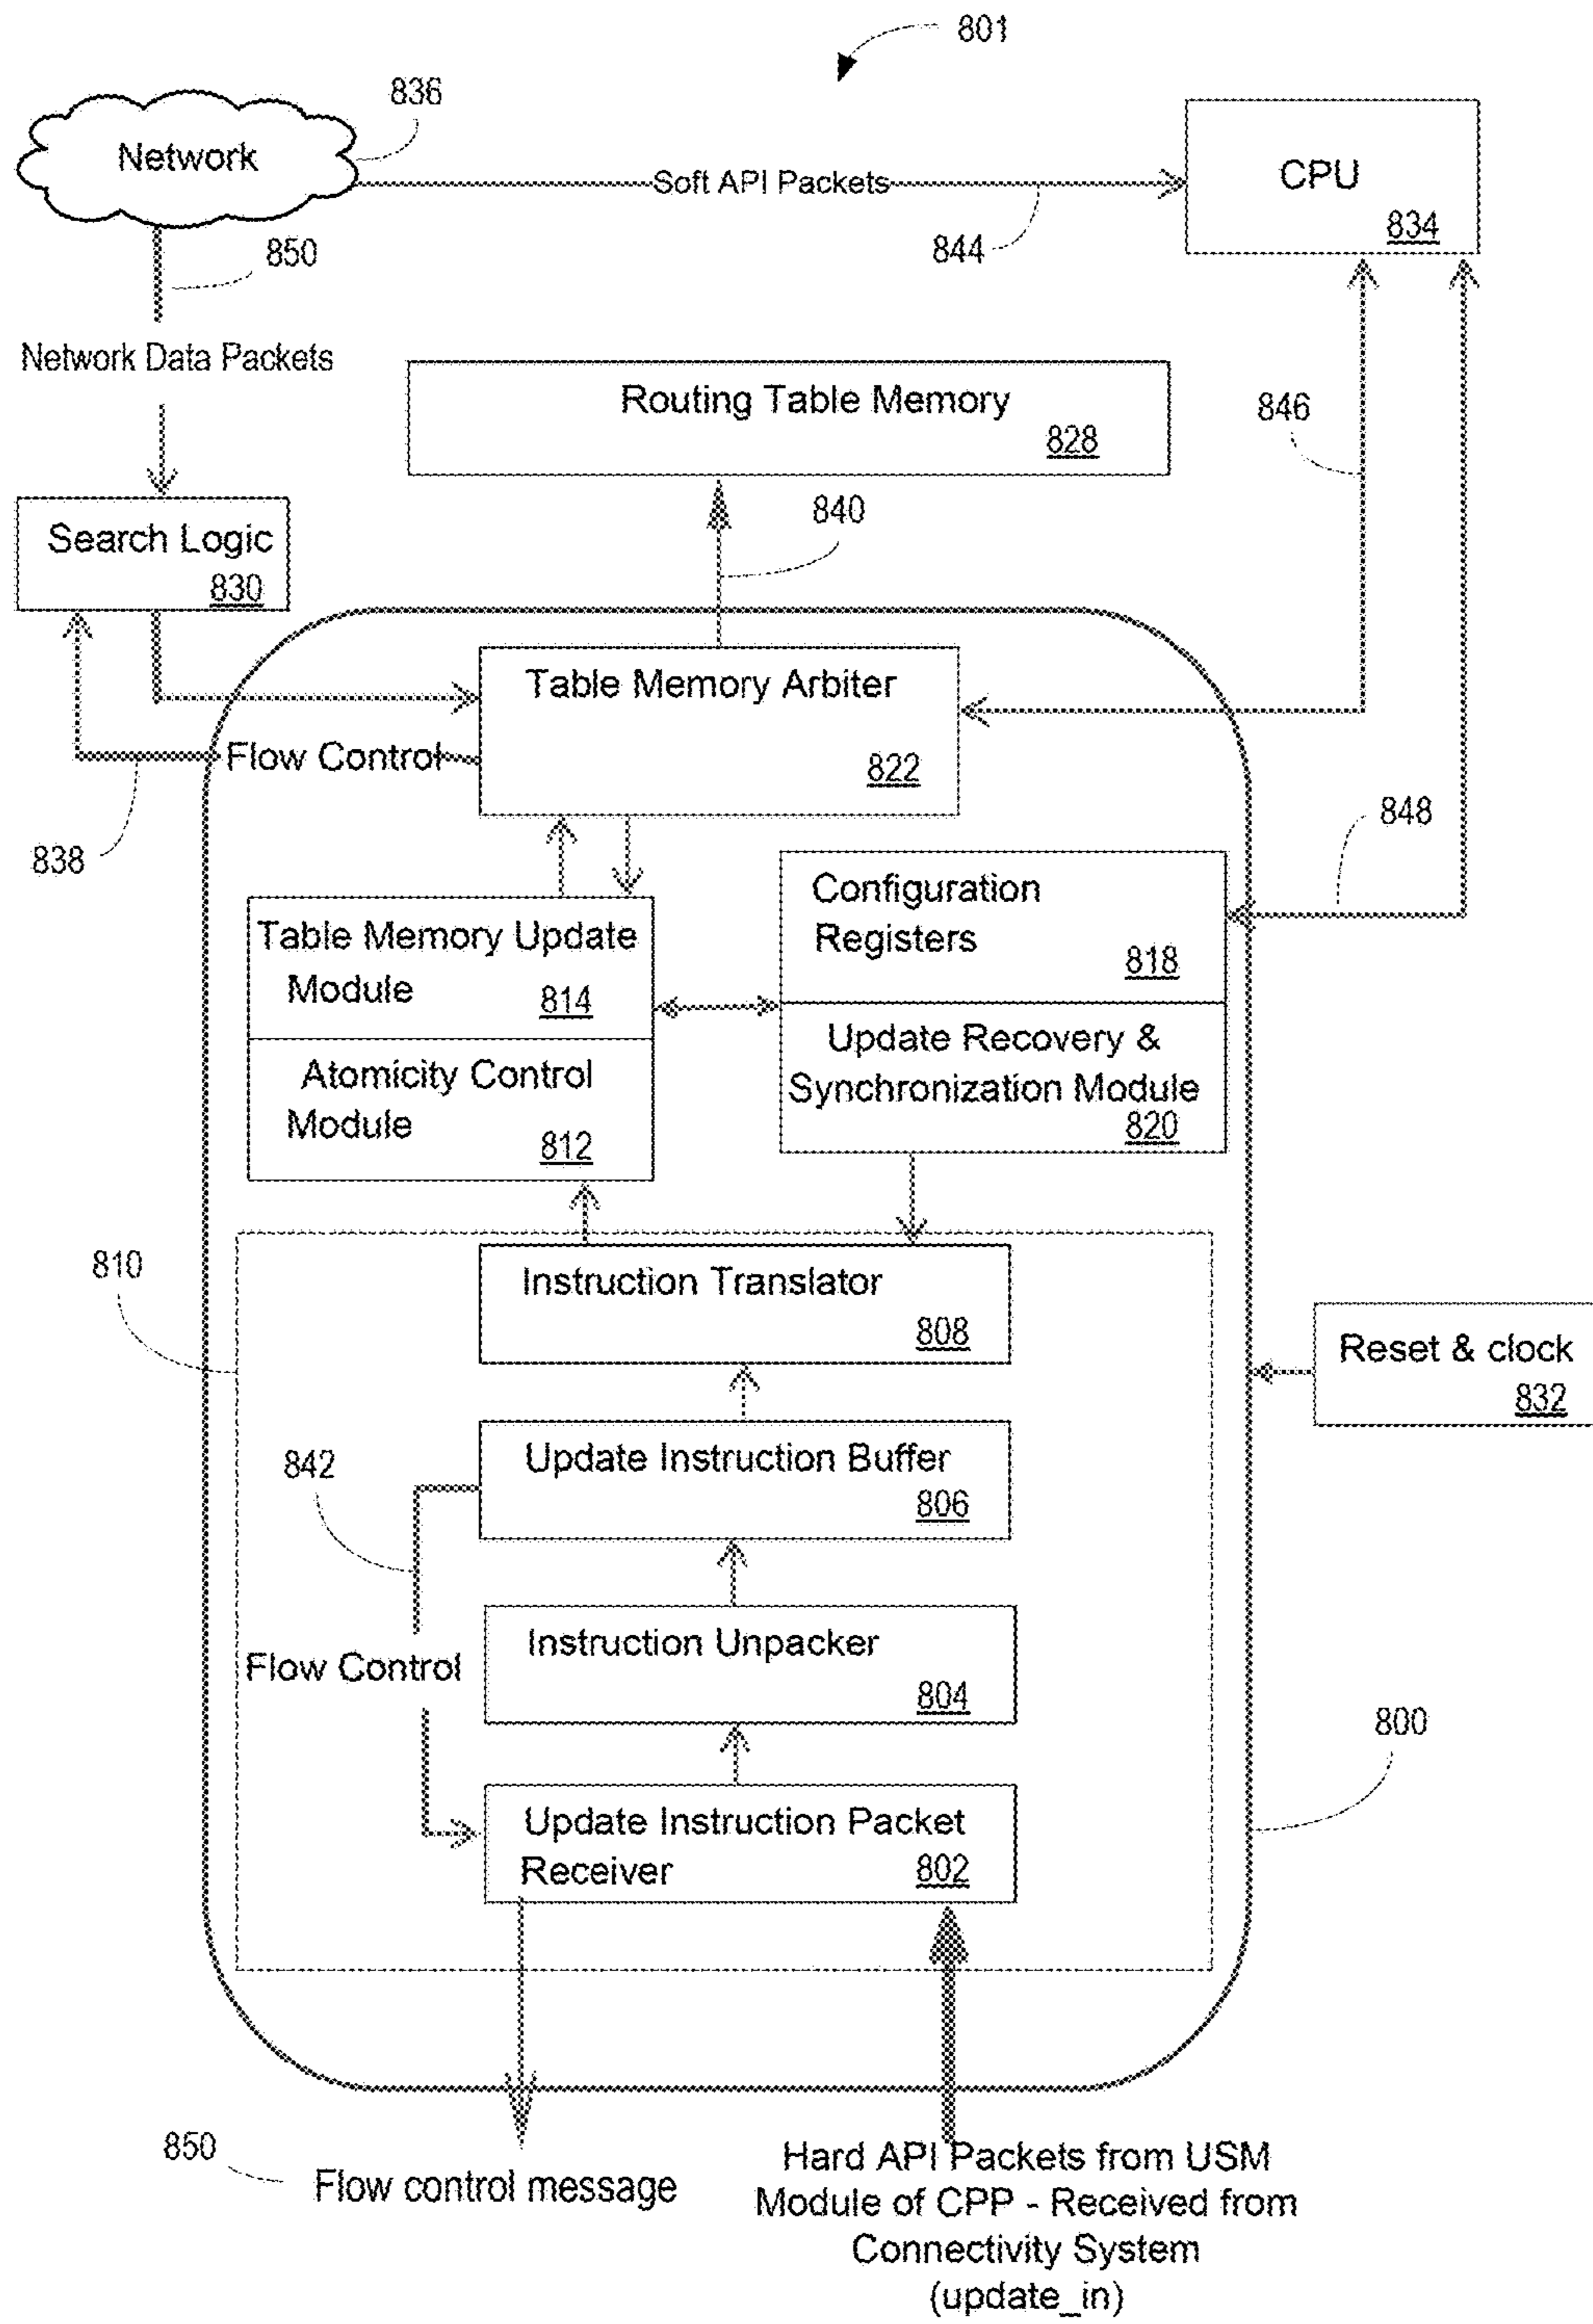 801
836
Network
CPU
834
Soft API Packets
844
850
Network Data Packets
Routing Table Memory
828
846
840
Search Logic
830
Table Memory Arbiter
822
Flow Control
838
848
Configuration
Registers
818
Table Memory Update
Module
814
Update Recovery &
Synchronization Module
820
Atomicity Control
Module
812
810
Instruction Translator
808
Reset & clock
832
842
Update Instruction Buffer
806
Flow Control
Instruction Unpacker
804
800
Update Instruction Packet
Receiver
802
850
Flow control message
Hard API Packets from USM
Module of CPP - Received from
Connectivity System
(update_in)